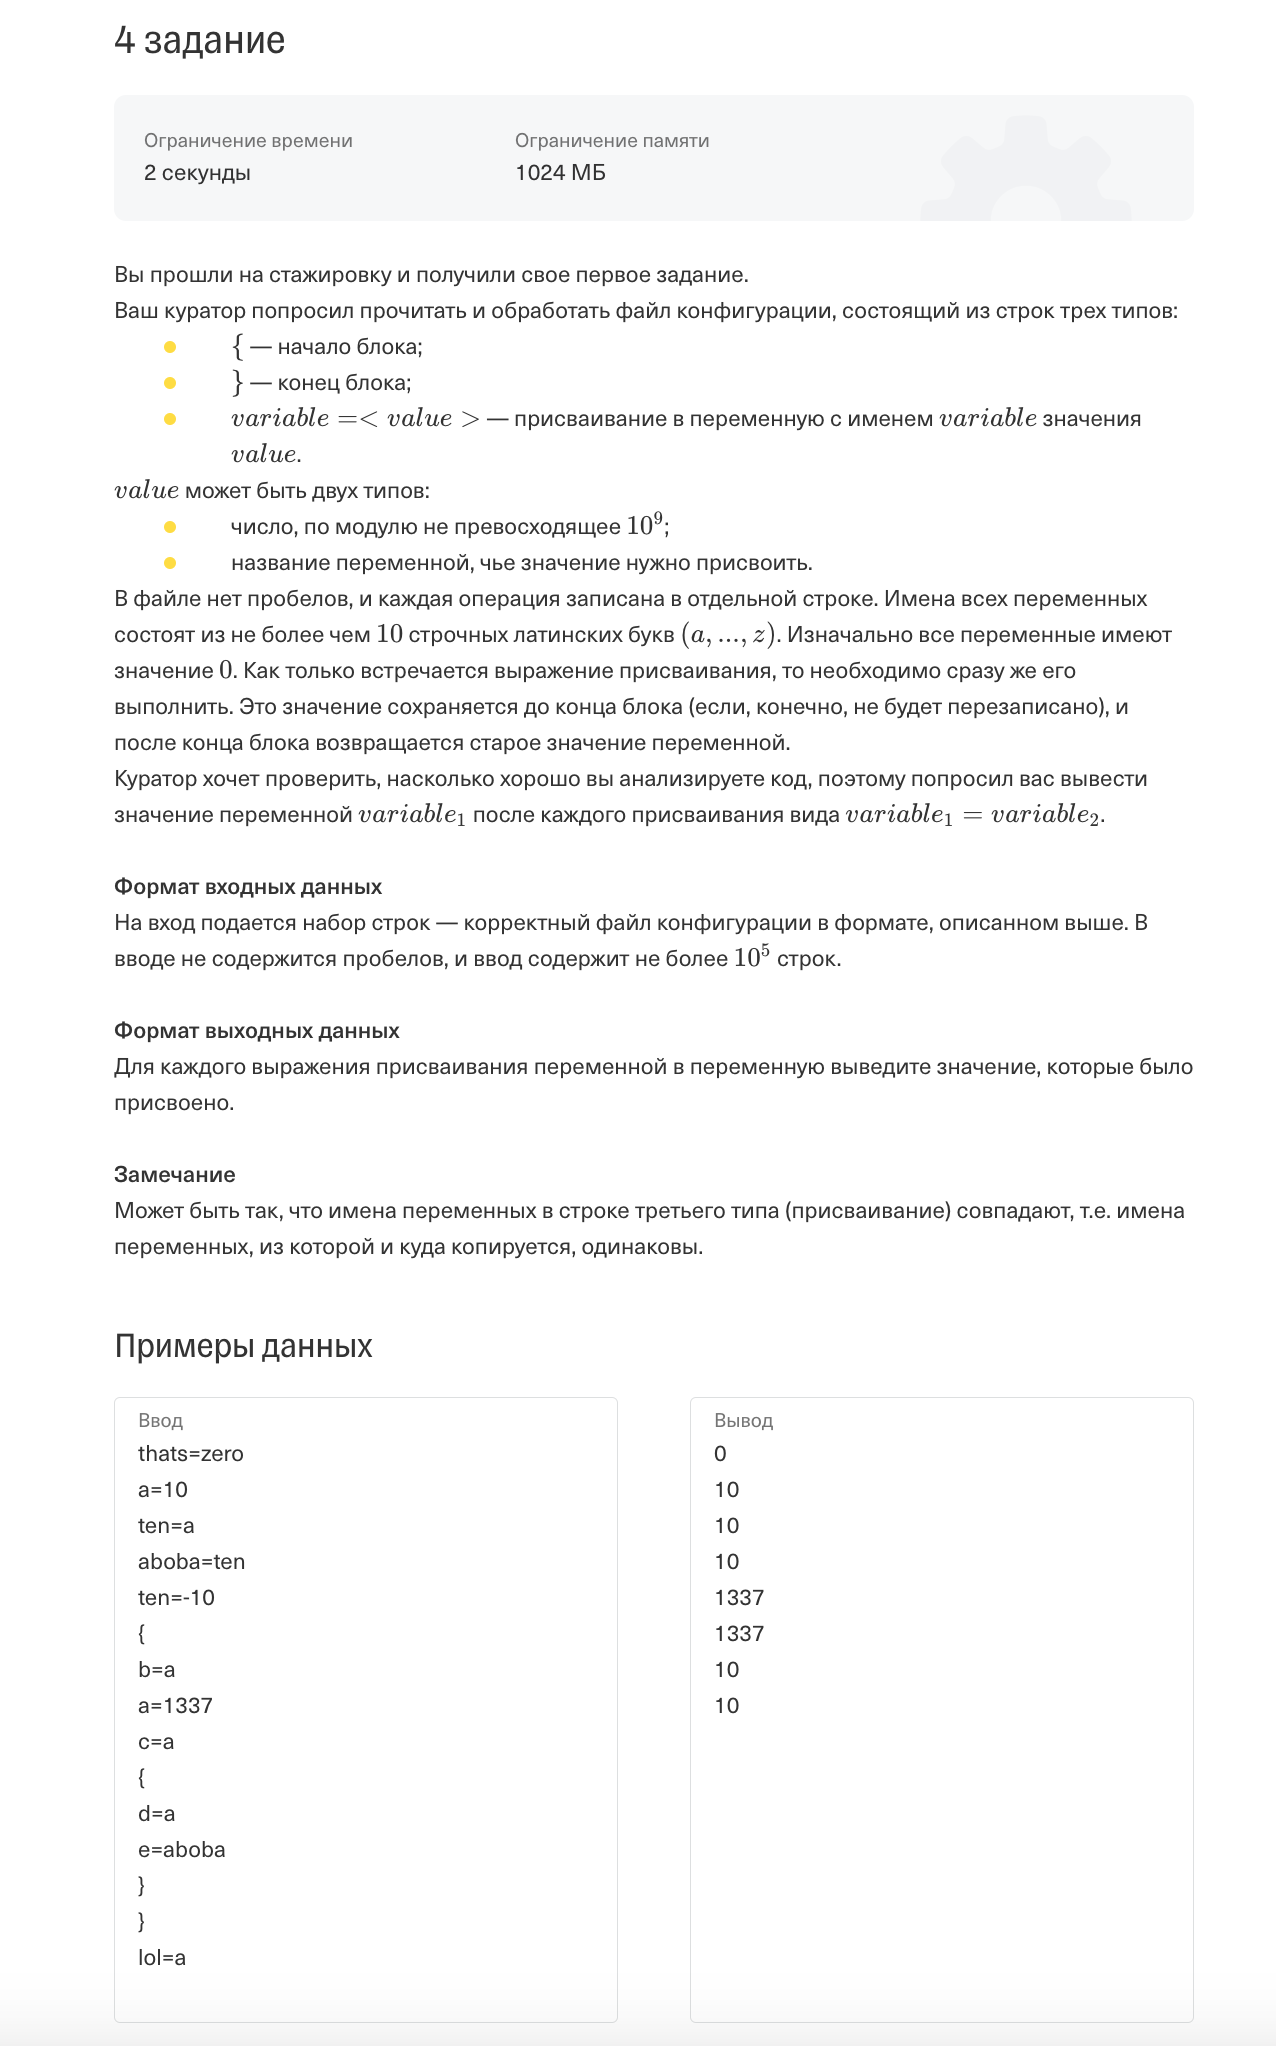 4 задание
Ограничение времени
Ограничение памяти
2 секунды
1024 МБ
Вы прошли на стажировку и получили свое первое задание.
Ваш куратор попросил прочитать и обработать файл конфигурации, состоящий из строк трех типов:
{ — начало блока;
} — конец блока;
variable =< value > — присваивание в переменную с именем variable значения
value.
value может быть двух типов:
число, по модулю не превосходящее 10⁹;
название переменной, чье значение нужно присвоить.
В файле нет пробелов, и каждая операция записана в отдельной строке. Имена всех переменных
состоят из не более чем 10 строчных латинских букв (a, ..., z). Изначально все переменные имеют
значение 0. Как только встречается выражение присваивания, то необходимо сразу же его
выполнить. Это значение сохраняется до конца блока (если, конечно, не будет перезаписано), и
после конца блока возвращается старое значение переменной.
Куратор хочет проверить, насколько хорошо вы анализируете код, поэтому попросил вас вывести
значение переменной variable₁ после каждого присваивания вида variable₁ = variable₂.
Формат входных данных
На вход подается набор строк — корректный файл конфигурации в формате, описанном выше. В
вводе не содержится пробелов, и ввод содержит не более 10⁵ строк.
Формат выходных данных
Для каждого выражения присваивания переменной в переменную выведите значение, которые было
присвоено.
Замечание
Может быть так, что имена переменных в строке третьего типа (присваивание) совпадают, т.е. имена
переменных, из которой и куда копируется, одинаковы.
Примеры данных
Ввод
thats=zero
a=10
ten=a
aboba=ten
ten=-10
{
b=a
a=1337
c=a
{
d=a
e=aboba
}
}
lol=a
Вывод
0
10
10
10
1337
1337
10
10